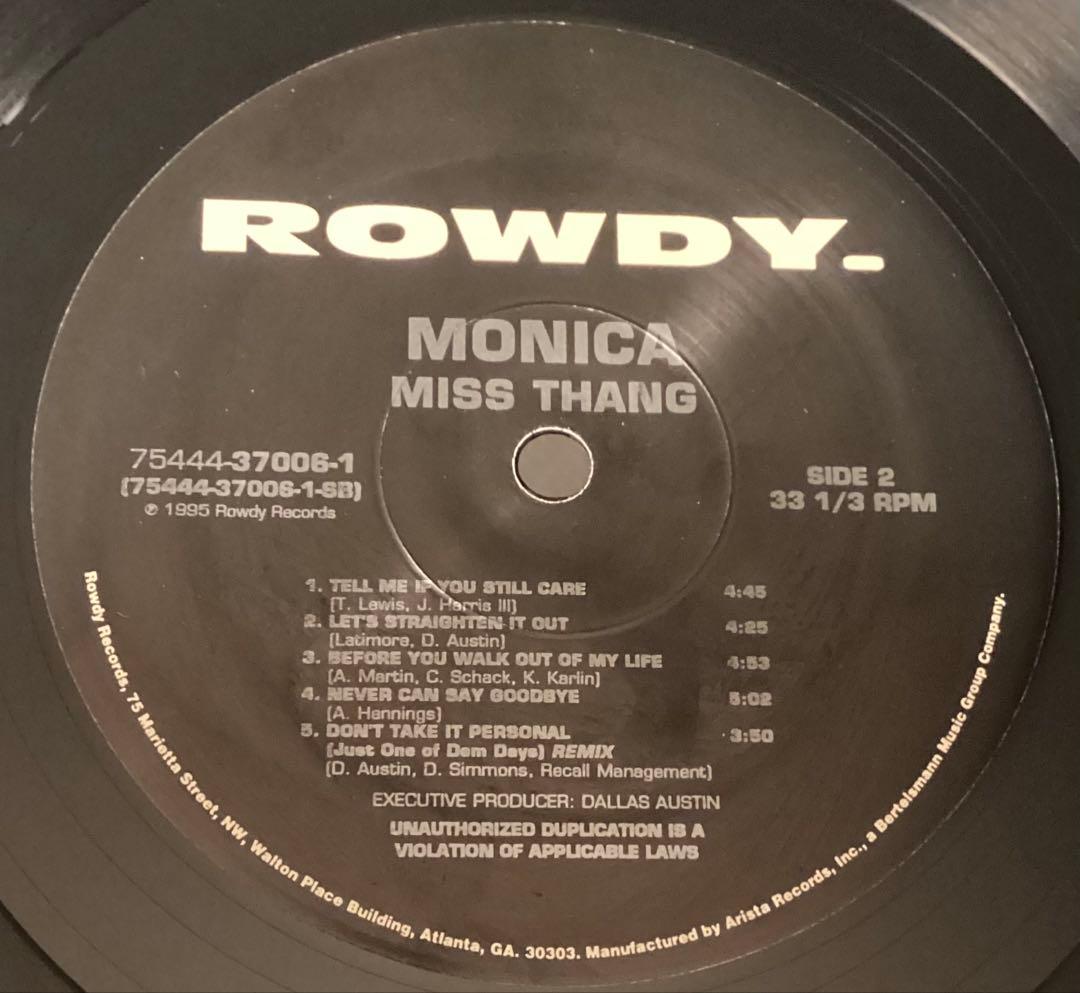 ROWDY.
MONICA
MISS THANG
75444-37006-1
(75444-37006-1-SB)
℗ 1995 Rowdy Records
SIDE 2
33 1/3 RPM
1. TELL ME IF YOU STILL CARE 4:45
(T. Lewis, J. Harris III)
2. LET'S STRAIGHTEN IT OUT 4:25
(Latimore, D. Austin)
3. BEFORE YOU WALK OUT OF MY LIFE 4:53
(A. Martin, C. Schack, K. Karlin)
4. NEVER CAN SAY GOODBYE 5:02
(A. Hennings)
5. DON'T TAKE IT PERSONAL 3:50
(Just One of Dem Days) REMIX
(D. Austin, D. Simmons, Recall Management)
EXECUTIVE PRODUCER: DALLAS AUSTIN
UNAUTHORIZED DUPLICATION IS A
VIOLATION OF APPLICABLE LAWS
Rowdy Records, 75 Marietta Street, NW, Walton Place Building, Atlanta, GA. 30303. Manufactured by Arista Records, Inc., a Bertelsmann Music Group Company.